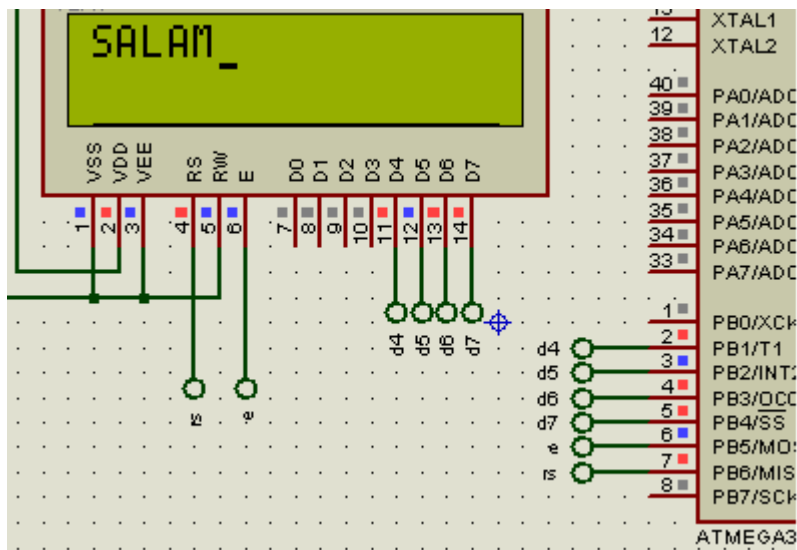 SALAM_
VSS
VDD
VEE
RS
RW
E
D0
D1
D2
D3
D4
D5
D6
D7
1
2
3
4
5
6
7
8
9
10
11
12
13
14
rs
e
d4
d5
d6
d7
XTAL1
12 XTAL2
40 PA0/ADC
39 PA1/ADC
38 PA2/ADC
37 PA3/ADC
36 PA4/ADC
35 PA5/ADC
34 PA6/ADC
33 PA7/ADC
1 PB0/XCK
d4 2 PB1/T1
d5 3 PB2/INT2
d6 4 PB3/OC0
d7 5 PB4/SS
e 6 PB5/MOS
rs 7 PB6/MIS
8 PB7/SCK
ATMEGA3